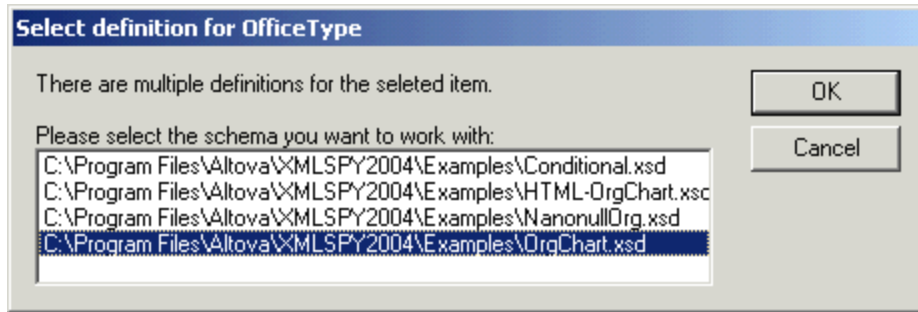 Select definition for OfficeType
There are multiple definitions for the seleted item.
OK
Please select the schema you want to work with:
Cancel
C:\Program Files\Altova\XMLSPY2004\Examples\Conditional.xsd
C:\Program Files\Altova\XMLSPY2004\Examples\HTML-OrgChart.xsd
C:\Program Files\Altova\XMLSPY2004\Examples\NanonullOrg.xsd
C:\Program Files\Altova\XMLSPY2004\Examples\OrgChart.xsd